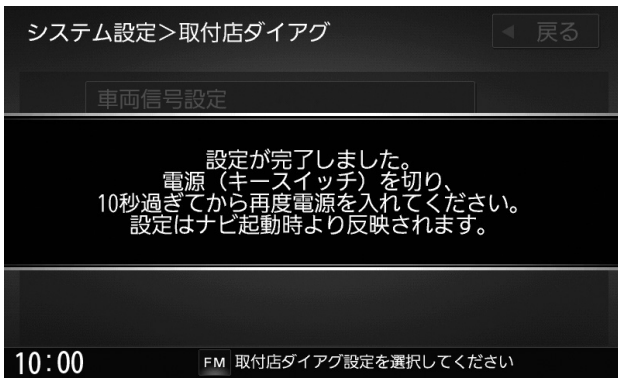 システム設定＞取付店ダイアグ
戻る
車両信号設定
設定が完了しました。
電源（キースイッチ）を切り、
10秒過ぎてから再度電源を入れてください。
設定はナビ起動時より反映されます。
10:00
FM 取付店ダイアグ設定を選択してください